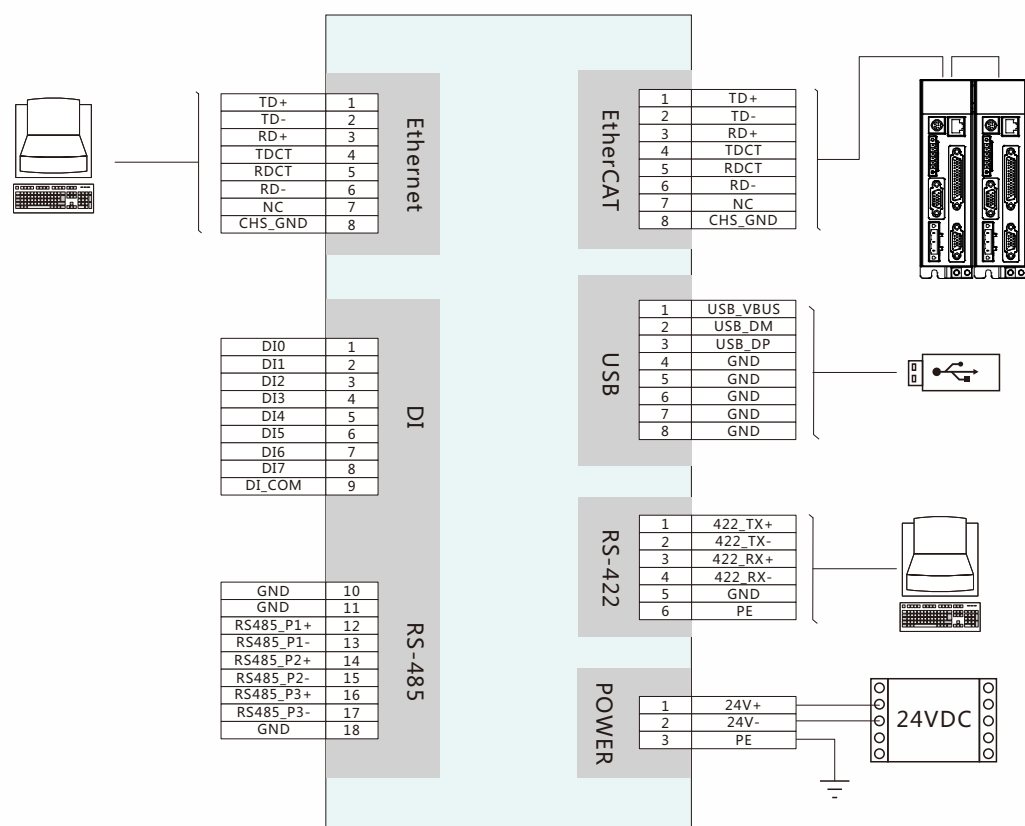 Ethernet
TD+ 1
TD- 2
RD+ 3
TDCT 4
RDCT 5
RD- 6
NC 7
CHS_GND 8
DI
DI0 1
DI1 2
DI2 3
DI3 4
DI4 5
DI5 6
DI6 7
DI7 8
DI_COM 9
RS-485
GND 10
GND 11
RS485_P1+ 12
RS485_P1- 13
RS485_P2+ 14
RS485_P2- 15
RS485_P3+ 16
RS485_P3- 17
GND 18
EtherCAT
1 TD+
2 TD-
3 RD+
4 TDCT
5 RDCT
6 RD-
7 NC
8 CHS_GND
USB
1 USB_VBUS
2 USB_DM
3 USB_DP
4 GND
5 GND
6 GND
7 GND
8 GND
RS-422
1 422_TX+
2 422_TX-
3 422_RX+
4 422_RX-
5 GND
6 PE
POWER
1 24V+
2 24V-
3 PE
24VDC